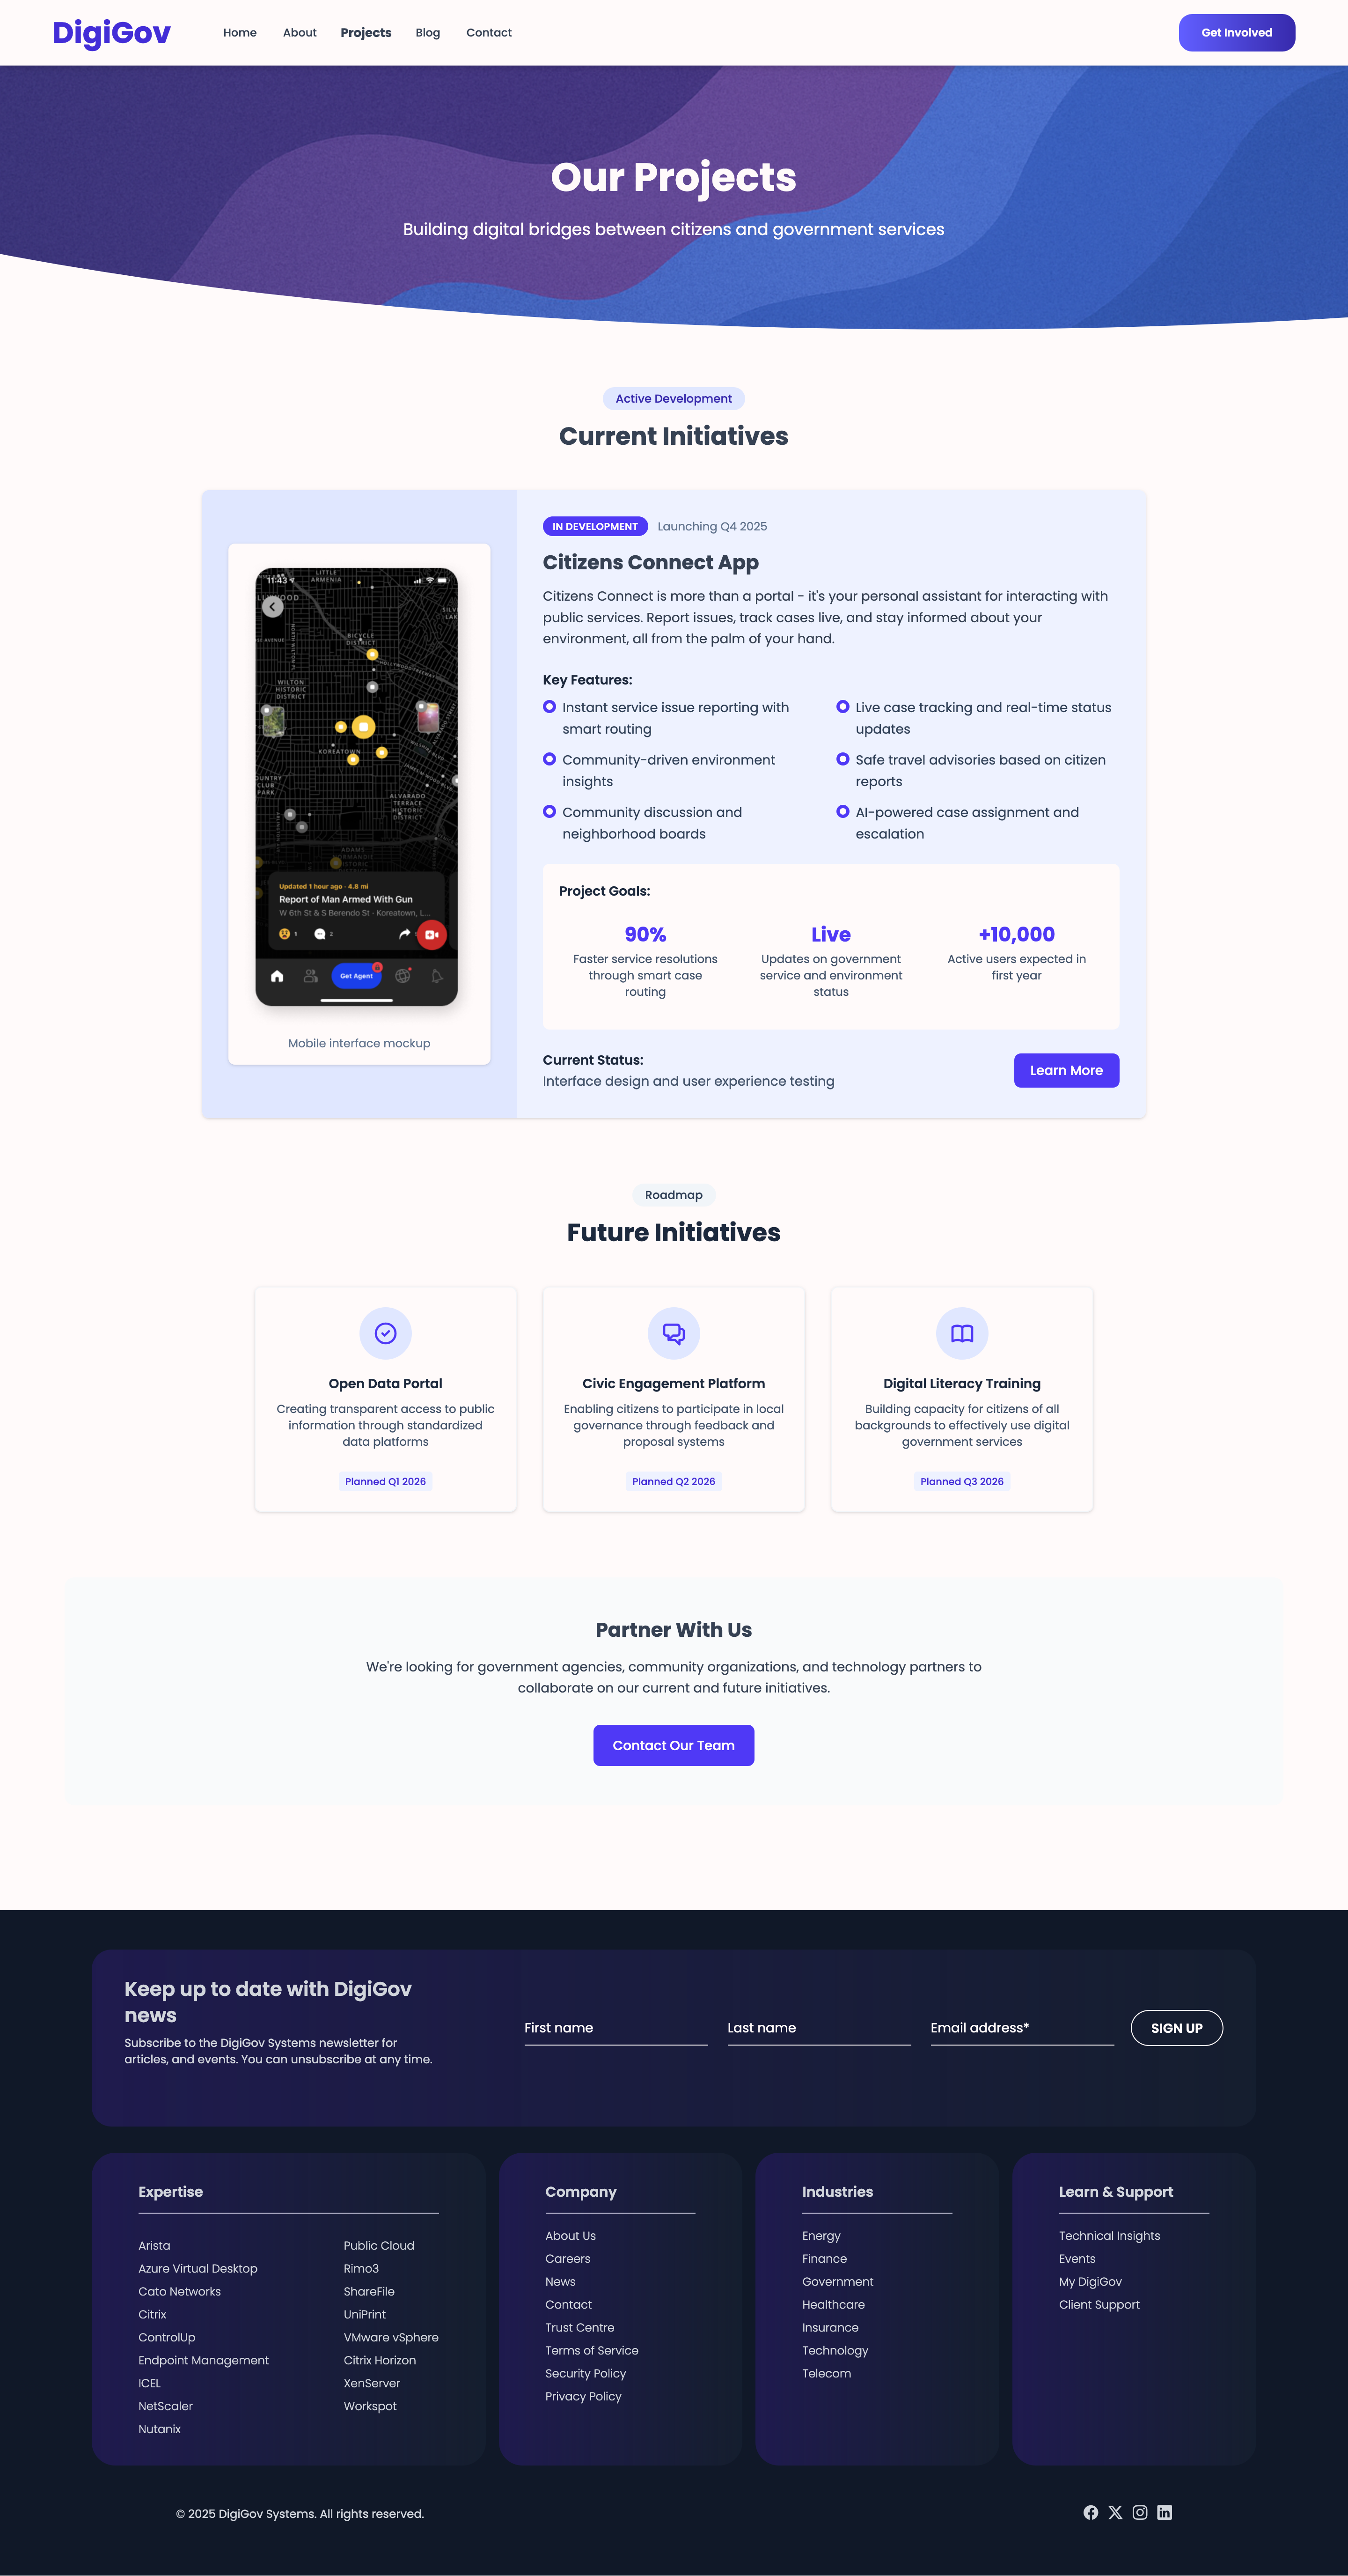 DigiGov
Home
About
Projects
Blog
Contact
Get Involved
Our Projects
Building digital bridges between citizens and government services
Active Development
Current Initiatives
11:43
LITTLE
ARMENIA
BICYCLE
DISTRICT
WILTON
HISTORIC
DISTRICT
KOREATOWN
ALVARADO
TERRACE
HISTORIC
DISTRICT
Updated 1 hour ago · 4.8 mi
Report of Man Armed With Gun
W 6th St & S Berendo St · Koreatown, L...
1
2
Get Agent
Mobile interface mockup
IN DEVELOPMENT
Launching Q4 2025
Citizens Connect App
Citizens Connect is more than a portal - it's your personal assistant for interacting with
public services. Report issues, track cases live, and stay informed about your
environment, all from the palm of your hand.
Key Features:
Instant service issue reporting with
smart routing
Live case tracking and real-time status
updates
Community-driven environment
insights
Safe travel advisories based on citizen
reports
Community discussion and
neighborhood boards
AI-powered case assignment and
escalation
Project Goals:
90%
Faster service resolutions
through smart case
routing
Live
Updates on government
service and environment
status
+10,000
Active users expected in
first year
Current Status:
Interface design and user experience testing
Learn More
Roadmap
Future Initiatives
Open Data Portal
Creating transparent access to public
information through standardized
data platforms
Planned Q1 2026
Civic Engagement Platform
Enabling citizens to participate in local
governance through feedback and
proposal systems
Planned Q2 2026
Digital Literacy Training
Building capacity for citizens of all
backgrounds to effectively use digital
government services
Planned Q3 2026
Partner With Us
We're looking for government agencies, community organizations, and technology partners to
collaborate on our current and future initiatives.
Contact Our Team
Keep up to date with DigiGov
news
Subscribe to the DigiGov Systems newsletter for
articles, and events. You can unsubscribe at any time.
First name
Last name
Email address*
SIGN UP
Expertise
Arista
Azure Virtual Desktop
Cato Networks
Citrix
ControlUp
Endpoint Management
ICEL
NetScaler
Nutanix
Public Cloud
Rimo3
ShareFile
UniPrint
VMware vSphere
Citrix Horizon
XenServer
Workspot
Company
About Us
Careers
News
Contact
Trust Centre
Terms of Service
Security Policy
Privacy Policy
Industries
Energy
Finance
Government
Healthcare
Insurance
Technology
Telecom
Learn & Support
Technical Insights
Events
My DigiGov
Client Support
© 2025 DigiGov Systems. All rights reserved.